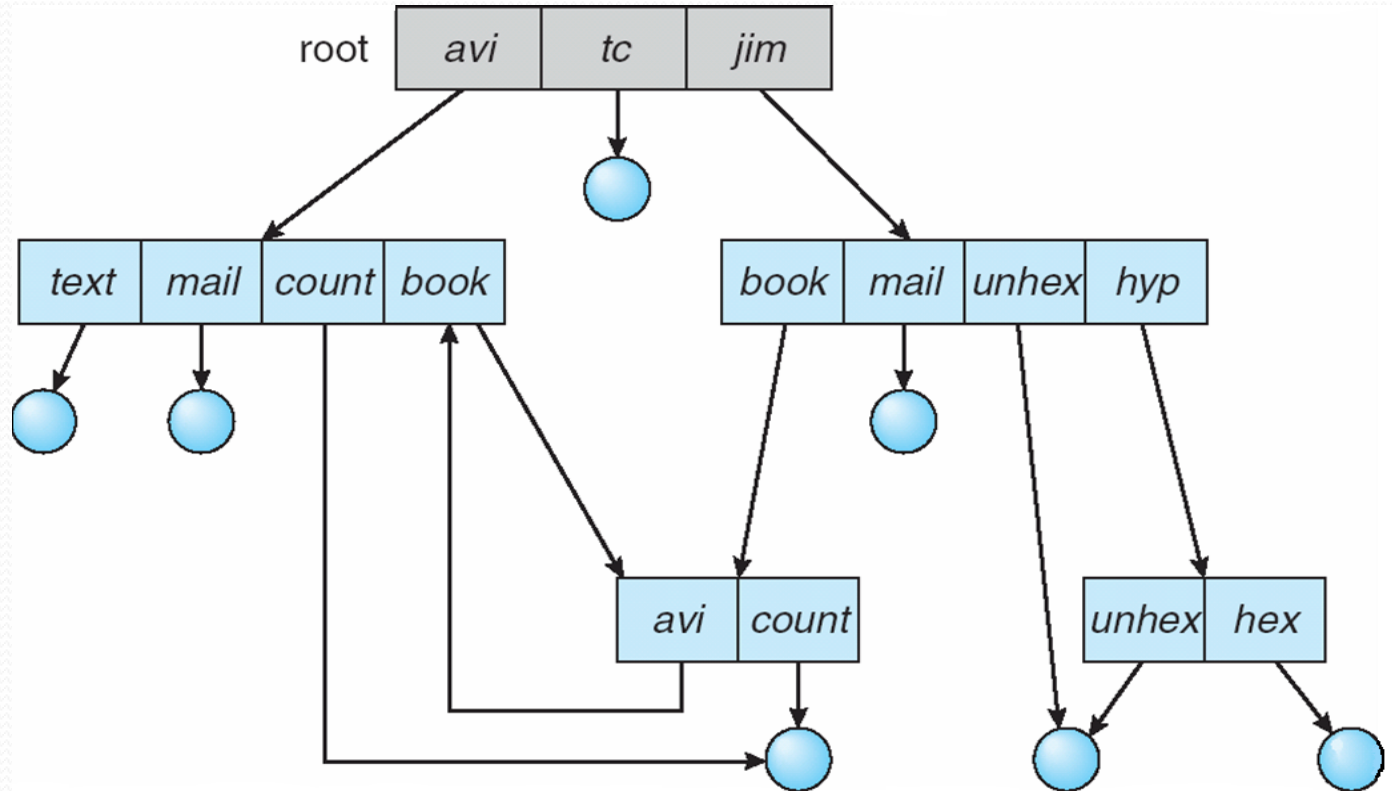 root avi tc jim
text mail count book
book mail unhex hyp
avi count
unhex hex